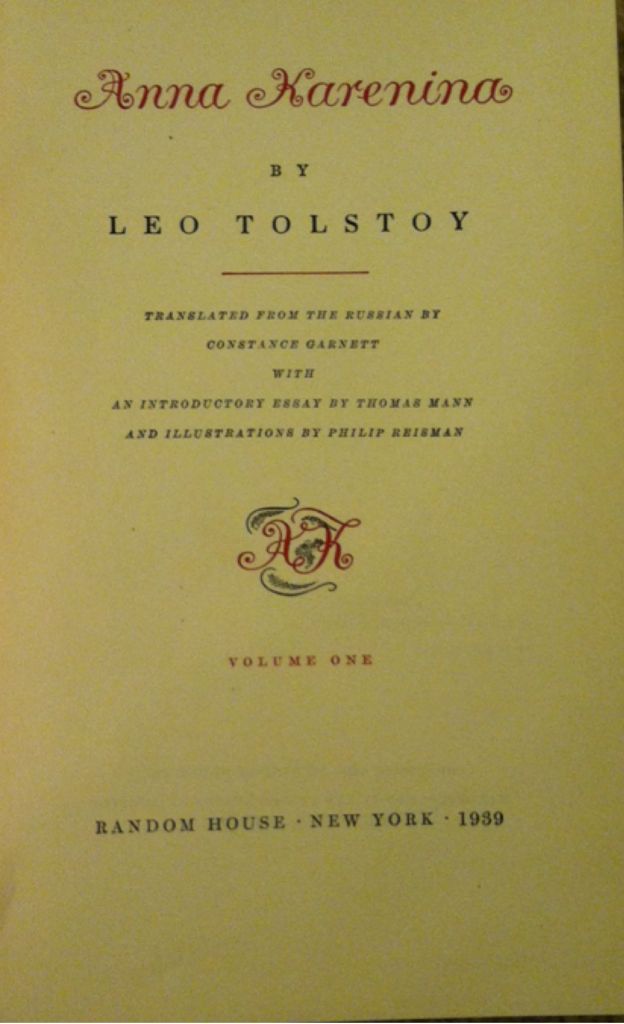 Anna Karenina
BY
LEO TOLSTOY
TRANSLATED FROM THE RUSSIAN BY
CONSTANCE GARNETT
WITH
AN INTRODUCTORY ESSAY BY THOMAS MANN
AND ILLUSTRATIONS BY PHILIP REISMAN
AK
VOLUME ONE
RANDOM HOUSE · NEW YORK · 1939